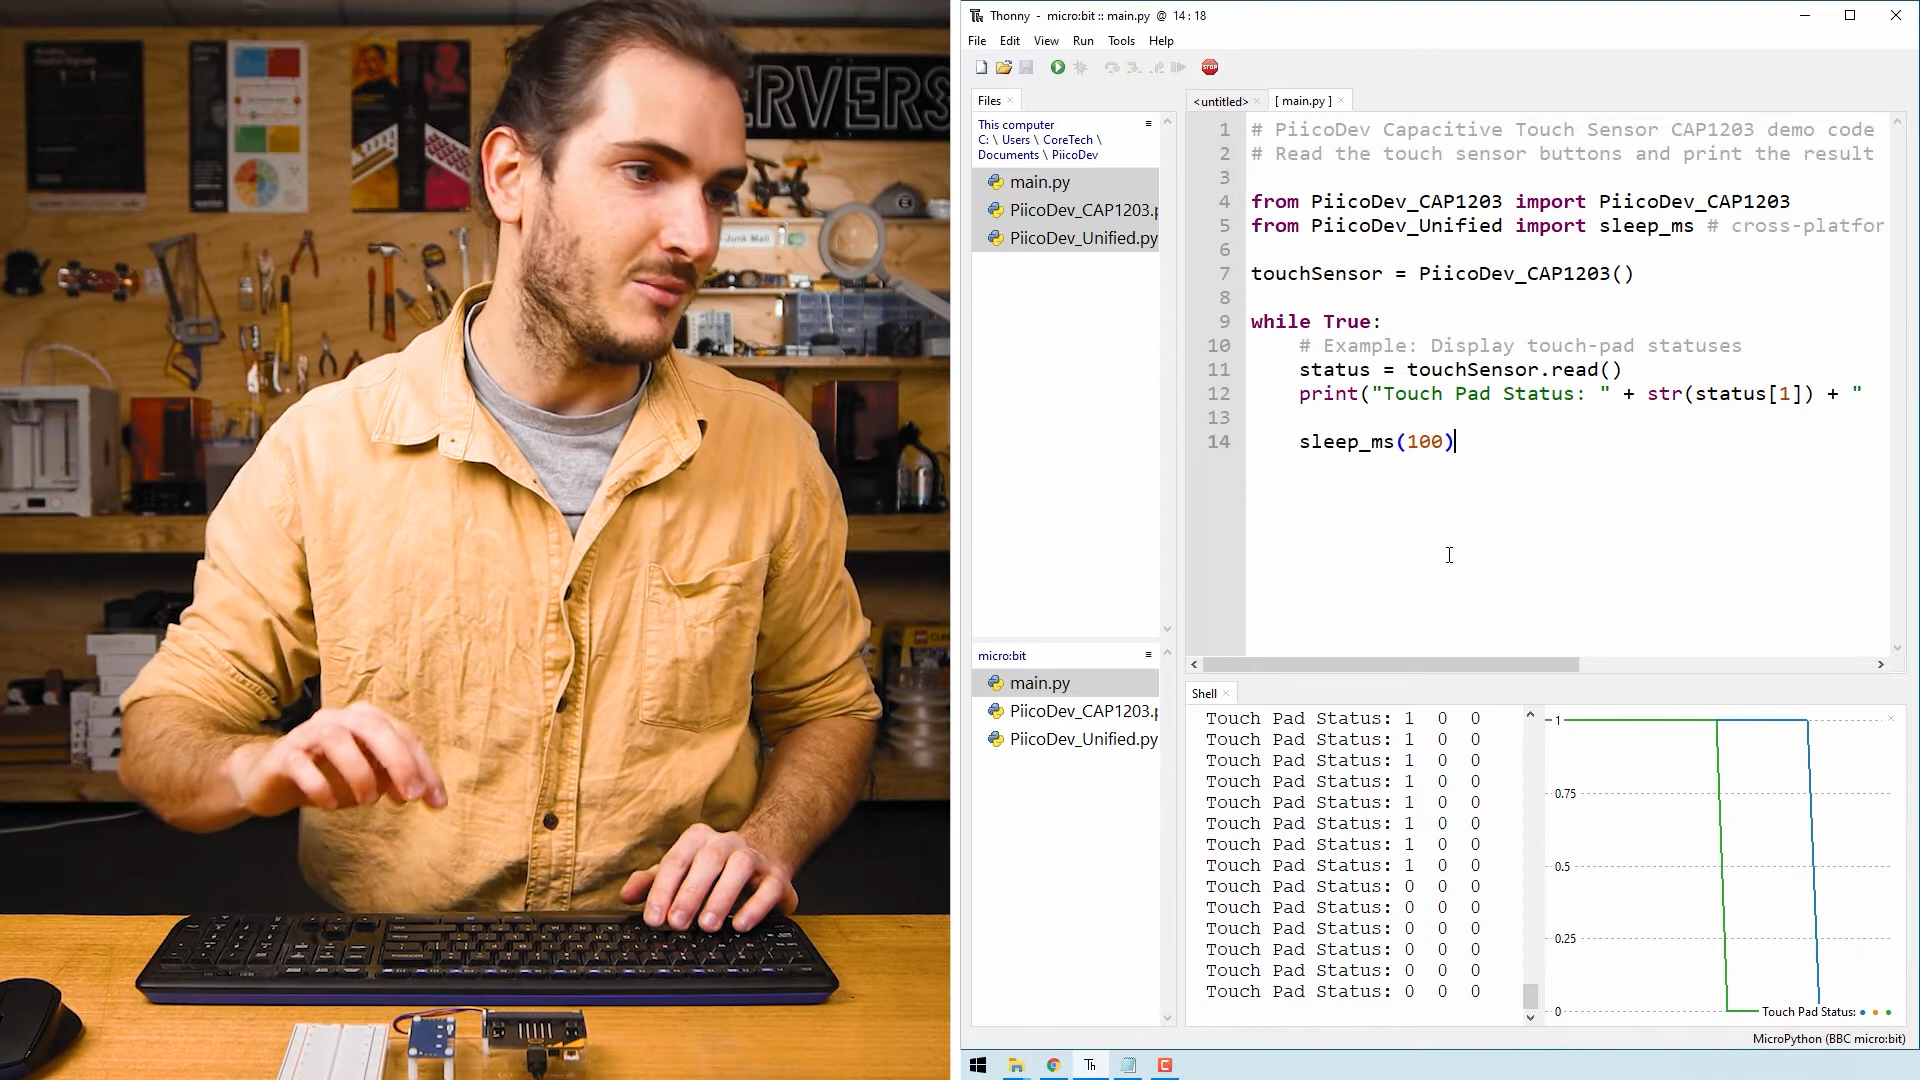 ERVERS
Junk Mail
Thonny - micro:bit :: main.py @ 14 : 18
File Edit View Run Tools Help
STOP
Files
<untitled> [ main.py ]
This computer
C: \ Users \ CoreTech \
Documents \ PiicoDev
main.py
PiicoDev_CAP1203.p
PiicoDev_Unified.py
1 # PiicoDev Capacitive Touch Sensor CAP1203 demo code
2 # Read the touch sensor buttons and print the result
3
4 from PiicoDev_CAP1203 import PiicoDev_CAP1203
5 from PiicoDev_Unified import sleep_ms # cross-platfor
6
7 touchSensor = PiicoDev_CAP1203()
8
9 while True:
10 # Example: Display touch-pad statuses
11 status = touchSensor.read()
12 print("Touch Pad Status: " + str(status[1]) + "
13
14 sleep_ms(100)
micro:bit
main.py
PiicoDev_CAP1203.p
PiicoDev_Unified.py
Shell
Touch Pad Status: 1 0 0
Touch Pad Status: 1 0 0
Touch Pad Status: 1 0 0
Touch Pad Status: 1 0 0
Touch Pad Status: 1 0 0
Touch Pad Status: 1 0 0
Touch Pad Status: 1 0 0
Touch Pad Status: 1 0 0
Touch Pad Status: 0 0 0
Touch Pad Status: 0 0 0
Touch Pad Status: 0 0 0
Touch Pad Status: 0 0 0
Touch Pad Status: 0 0 0
Touch Pad Status: 0 0 0
1
0.75
0.5
0.25
0
Touch Pad Status:
MicroPython (BBC micro:bit)
Th